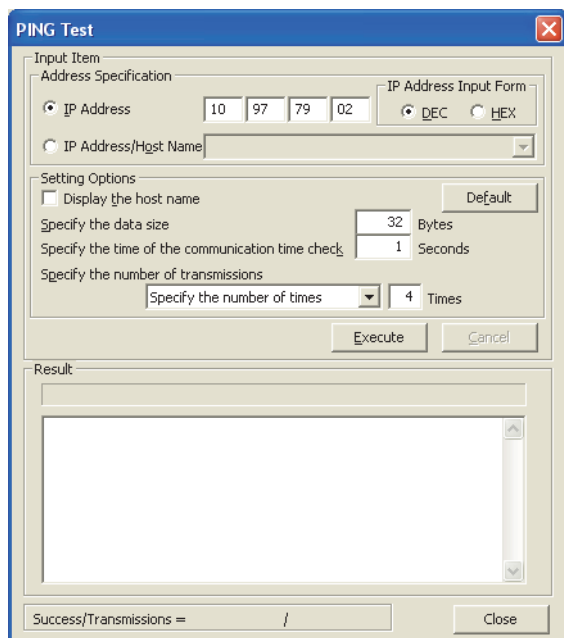 PING Test
Input Item
Address Specification
IP Address 10 97 79 02
IP Address Input Form
DEC HEX
IP Address/Host Name
Setting Options
Display the host name
Default
Specify the data size 32 Bytes
Specify the time of the communication time check 1 Seconds
Specify the number of transmissions
Specify the number of times 4 Times
Execute Cancel
Result
Success/Transmissions = /
Close